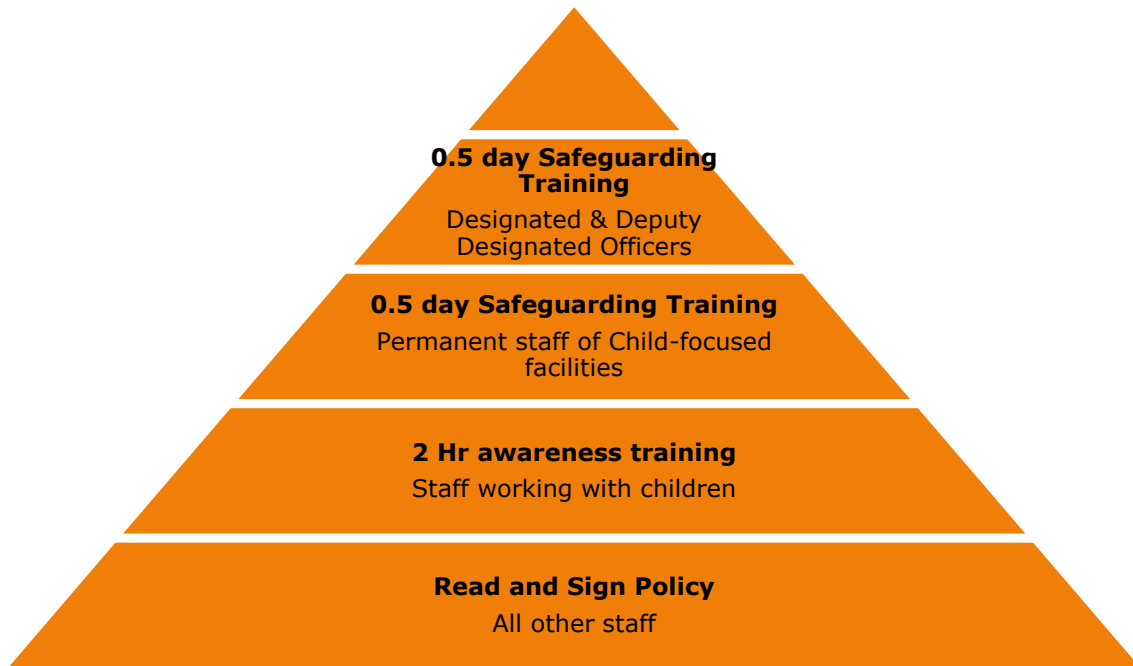 0.5 day Safeguarding
Training
Designated & Deputy
Designated Officers
0.5 day Safeguarding Training
Permanent staff of Child-focused
facilities
2 Hr awareness training
Staff working with children
Read and Sign Policy
All other staff